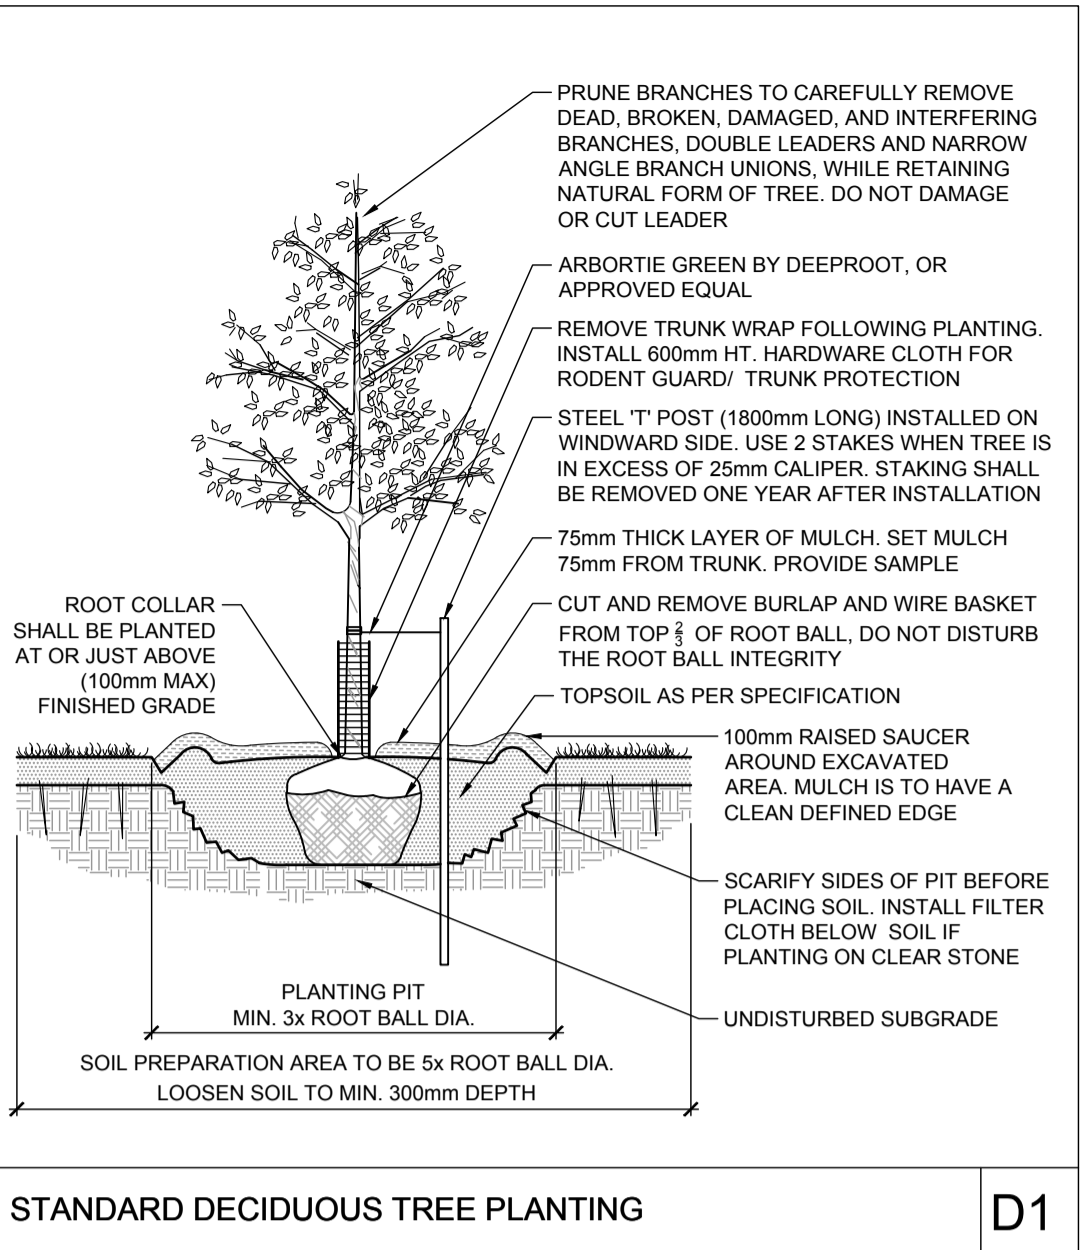 PRUNE BRANCHES TO CAREFULLY REMOVE
DEAD, BROKEN, DAMAGED, AND INTERFERING
BRANCHES, DOUBLE LEADERS AND NARROW
ANGLE BRANCH UNIONS, WHILE RETAINING
NATURAL FORM OF TREE. DO NOT DAMAGE
OR CUT LEADER
ARBORTIE GREEN BY DEEPROOT, OR
APPROVED EQUAL
REMOVE TRUNK WRAP FOLLOWING PLANTING.
INSTALL 600mm HT. HARDWARE CLOTH FOR
RODENT GUARD/ TRUNK PROTECTION
STEEL 'T' POST (1800mm LONG) INSTALLED ON
WINDWARD SIDE. USE 2 STAKES WHEN TREE IS
IN EXCESS OF 25mm CALIPER. STAKING SHALL
BE REMOVED ONE YEAR AFTER INSTALLATION
75mm THICK LAYER OF MULCH. SET MULCH
75mm FROM TRUNK. PROVIDE SAMPLE
CUT AND REMOVE BURLAP AND WIRE BASKET
FROM TOP 2/3 OF ROOT BALL, DO NOT DISTURB
THE ROOT BALL INTEGRITY
TOPSOIL AS PER SPECIFICATION
100mm RAISED SAUCER
AROUND EXCAVATED
AREA. MULCH IS TO HAVE A
CLEAN DEFINED EDGE
SCARIFY SIDES OF PIT BEFORE
PLACING SOIL. INSTALL FILTER
CLOTH BELOW SOIL IF
PLANTING ON CLEAR STONE
UNDISTURBED SUBGRADE
ROOT COLLAR
SHALL BE PLANTED
AT OR JUST ABOVE
(100mm MAX)
FINISHED GRADE
PLANTING PIT
MIN. 3x ROOT BALL DIA.
SOIL PREPARATION AREA TO BE 5x ROOT BALL DIA.
LOOSEN SOIL TO MIN. 300mm DEPTH
STANDARD DECIDUOUS TREE PLANTING
D1